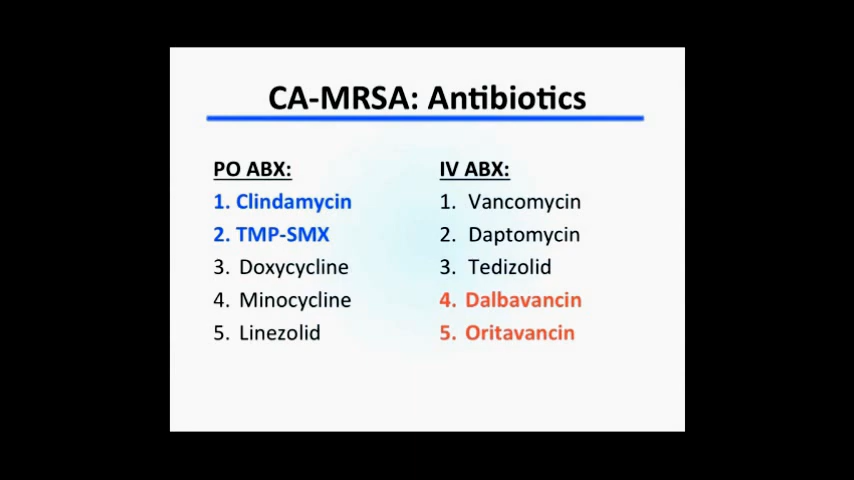 CA-MRSA: Antibiotics
PO ABX:
1. Clindamycin
2. TMP-SMX
3. Doxycycline
4. Minocycline
5. Linezolid
IV ABX:
1. Vancomycin
2. Daptomycin
3. Tedizolid
4. Dalbavancin
5. Oritavancin